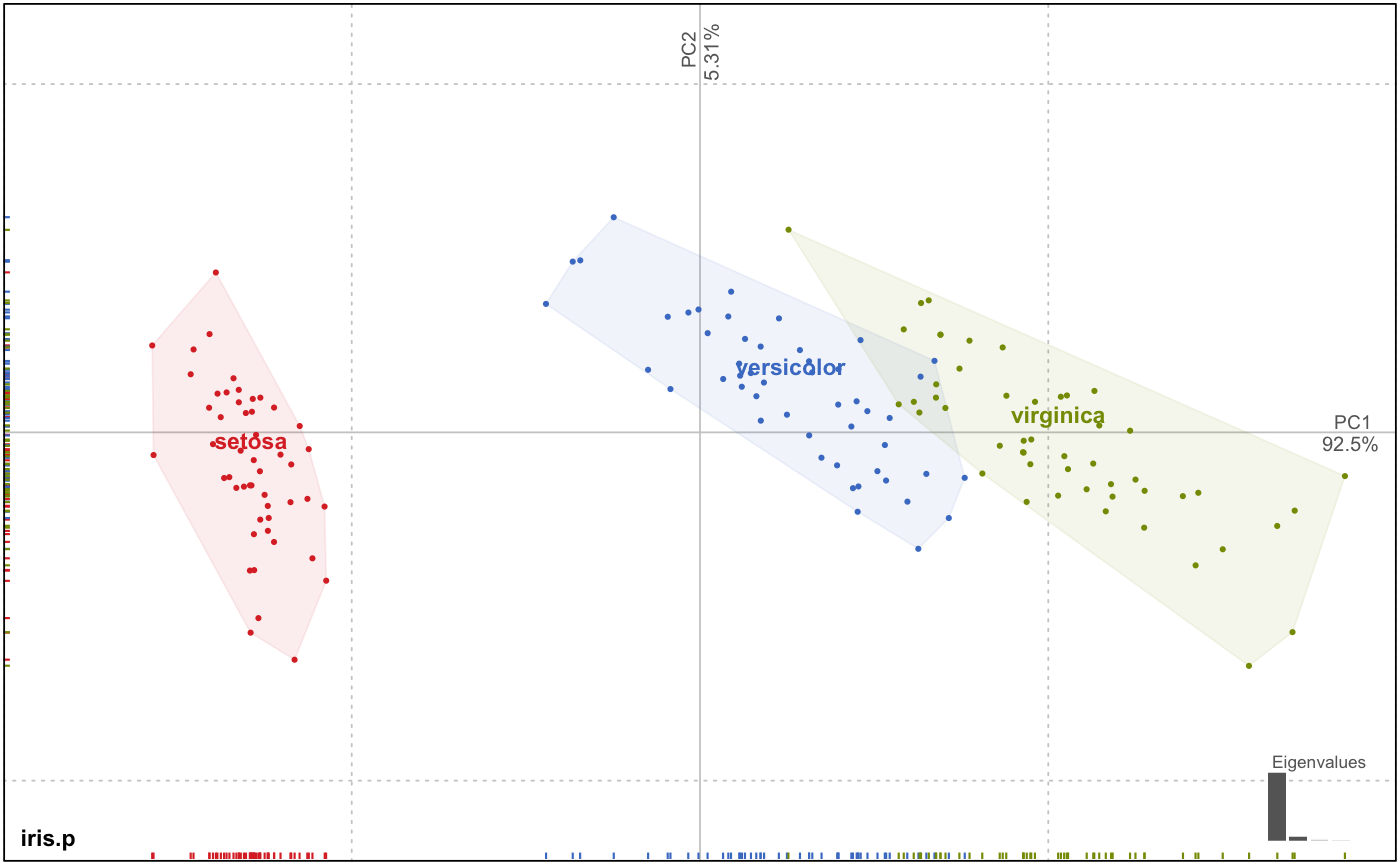 PC2
5.31%
versicolor
virginica
PC1
92.5%
setosa
Eigenvalues
iris.p